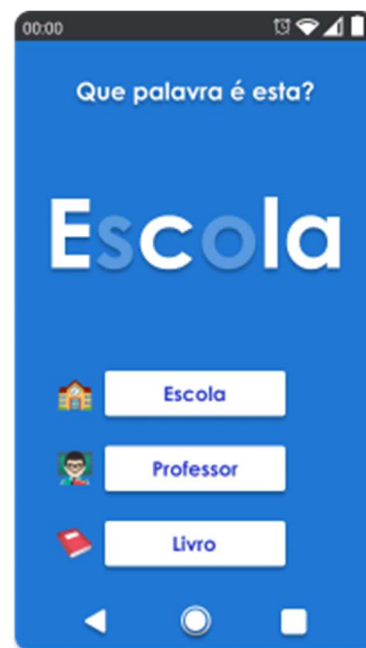 00:00
Que palavra é esta?
Escola
Escola
Professor
Livro